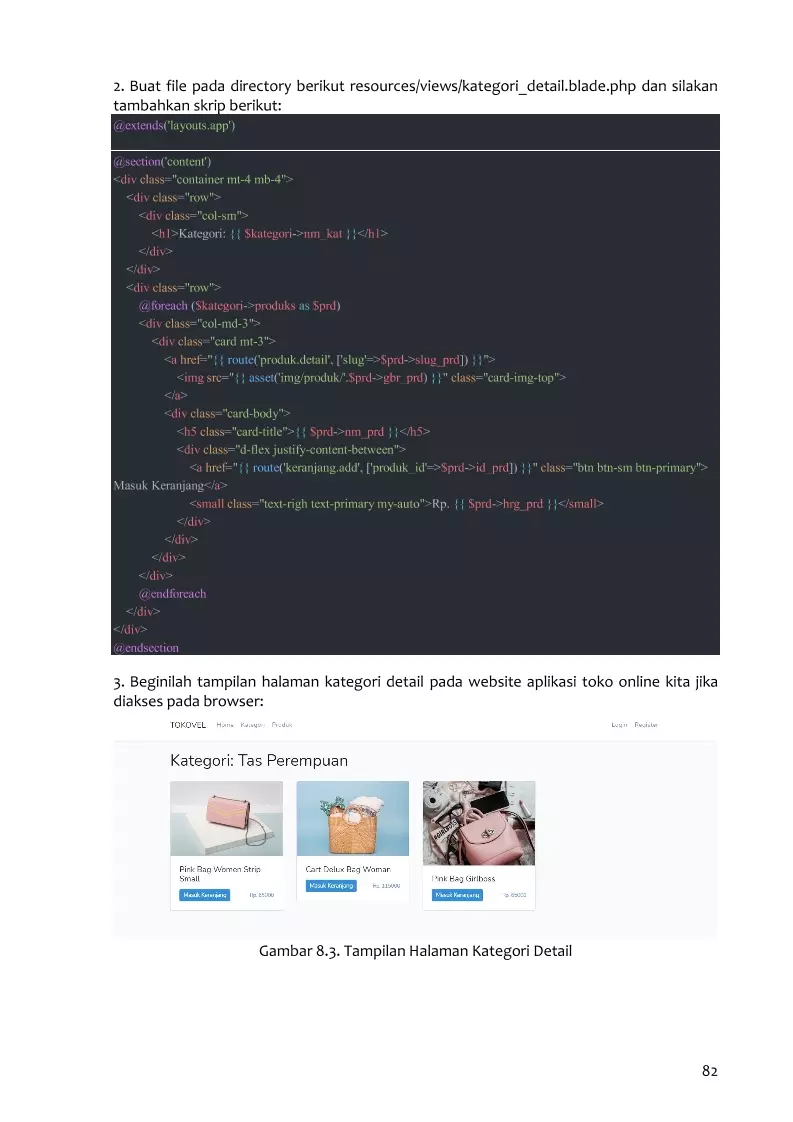 2. Buat file pada directory berikut resources/views/kategori_detail.blade.php dan silakan
tambahkan skrip berikut:
@extends('layouts.app')
@section('content')
<div class="container mt-4 mb-4">
<div class="row">
<div class="col-sm">
<h1>Kategori: {{ $kategori->nm_kat }}</h1>
</div>
</div>
<div class="row">
@foreach ($kategori->produks as $prd)
<div class="col-md-3">
<div class="card mt-3">
<a href="{{ route('produk.detail', ['slug'=>$prd->slug_prd]) }}">
<img src="{{ asset('img/produk/'.$prd->gbr_prd) }}" class="card-img-top">
</a>
<div class="card-body">
<h5 class="card-title">{{ $prd->nm_prd }}</h5>
<div class="d-flex justify-content-between">
<a href="{{ route('keranjang.add', ['produk_id'=>$prd->id_prd]) }}" class="btn btn-sm btn-primary">
Masuk Keranjang</a>
<small class="text-righ text-primary my-auto">Rp. {{ $prd->hrg_prd }}</small>
</div>
</div>
</div>
</div>
@endforeach
</div>
</div>
@endsection
3. Beginilah tampilan halaman kategori detail pada website aplikasi toko online kita jika
diakses pada browser:
TOKOVEL Home Kategori Produk Login Register
Kategori: Tas Perempuan
Pink Bag Women Strip
Small
Masuk Keranjang Rp. 85000
Cart Delux Bag Woman
Masuk Keranjang Rp. 115000
Pink Bag Girlboss
Masuk Keranjang
Gambar 8.3. Tampilan Halaman Kategori Detail
82